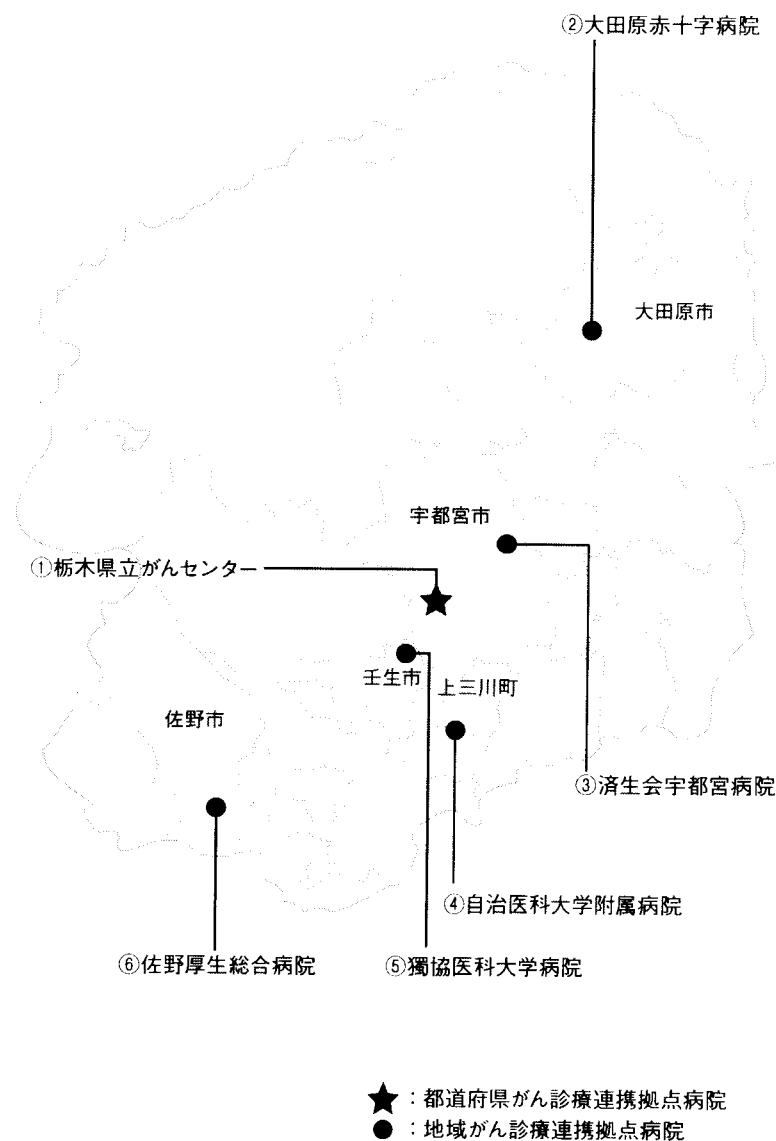 ②大田原赤十字病院
大田原市
宇都宮市
①栃木県立がんセンター
壬生市
上三川町
佐野市
③済生会宇都宮病院
④自治医科大学附属病院
⑥佐野厚生総合病院
⑤獨協医科大学病院
★：都道府県がん診療連携拠点病院
●：地域がん診療連携拠点病院